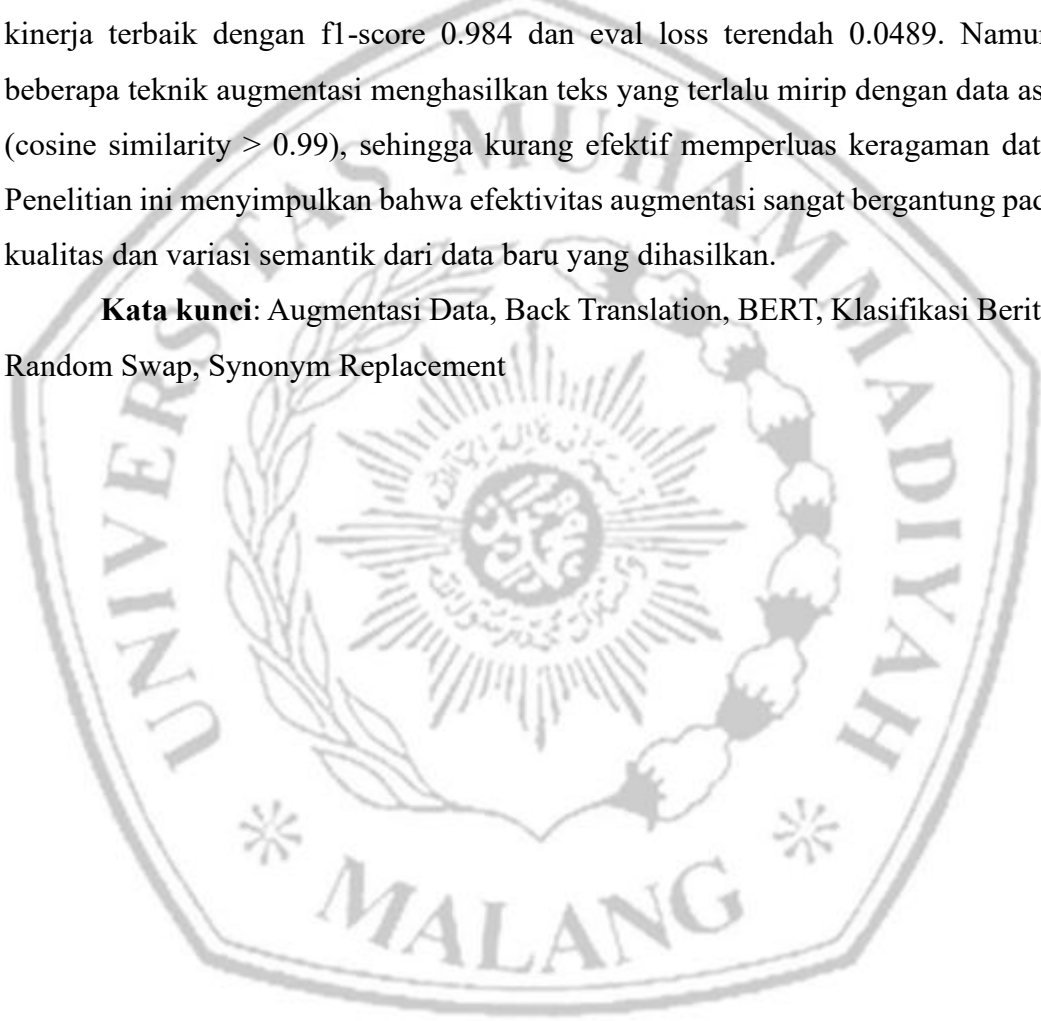 kinerja terbaik dengan f1-score 0.984 dan eval loss terendah 0.0489. Namu
beberapa teknik augmentasi menghasilkan teks yang terlalu mirip dengan data as
(cosine similarity > 0.99), sehingga kurang efektif memperluas keragaman dat
Penelitian ini menyimpulkan bahwa efektivitas augmentasi sangat bergantung pad
kualitas dan variasi semantik dari data baru yang dihasilkan.
Kata kunci: Augmentasi Data, Back Translation, BERT, Klasifikasi Berit
Random Swap, Synonym Replacement
UNIVERSITAS MUHAMMADIYAH
MALANG